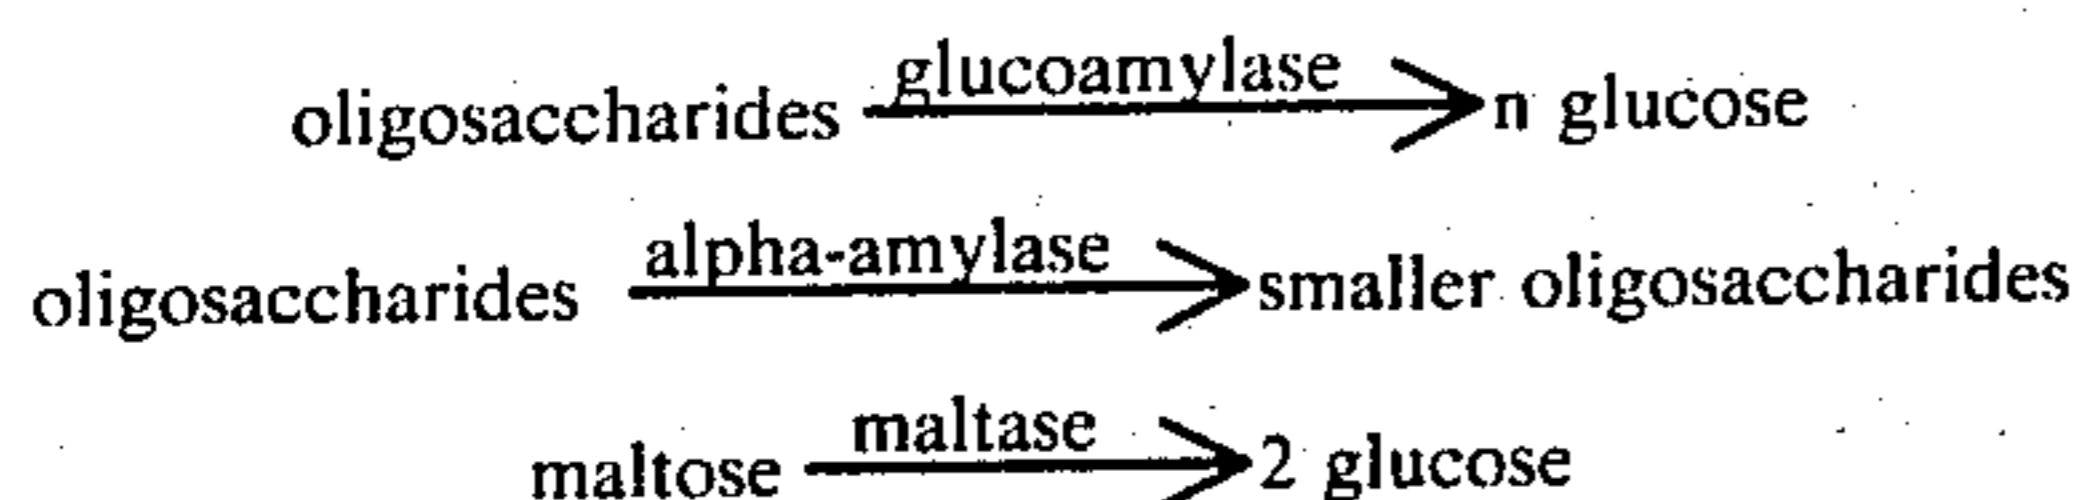 oligosaccharides glucoamylase n glucose
oligosaccharides alpha-amylase smaller oligosaccharides
maltose maltase 2 glucose